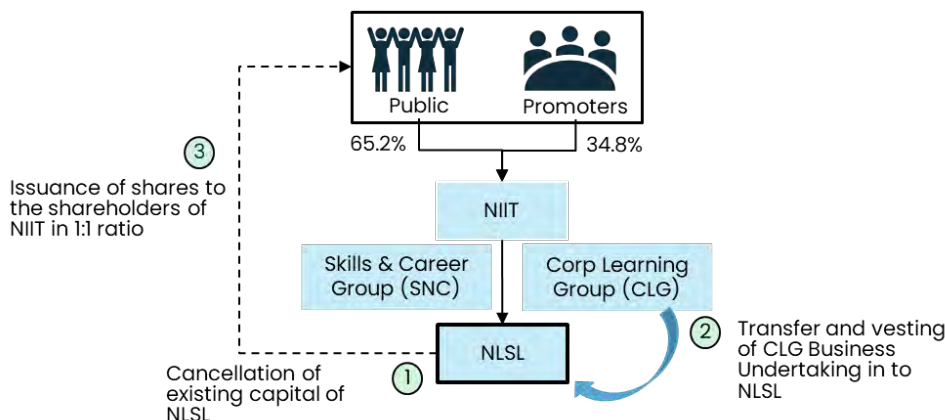 Public
Promoters
65.2%
34.8%
3
Issuance of shares to
the shareholders of
NIIT in 1:1 ratio
NIIT
Skills & Career
Group (SNC)
Corp Learning
Group (CLG)
NLSL
2
Transfer and vesting
of CLG Business
Undertaking in to
NLSL
1
Cancellation of
existing capital of
NLSL